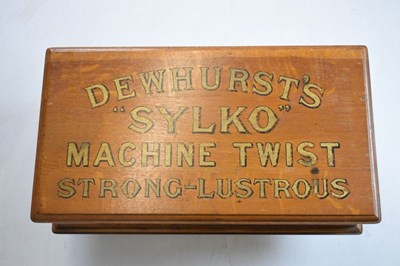 DEWHURST'S
"SYLKO"
MACHINE TWIST
STRONG-LUSTROUS